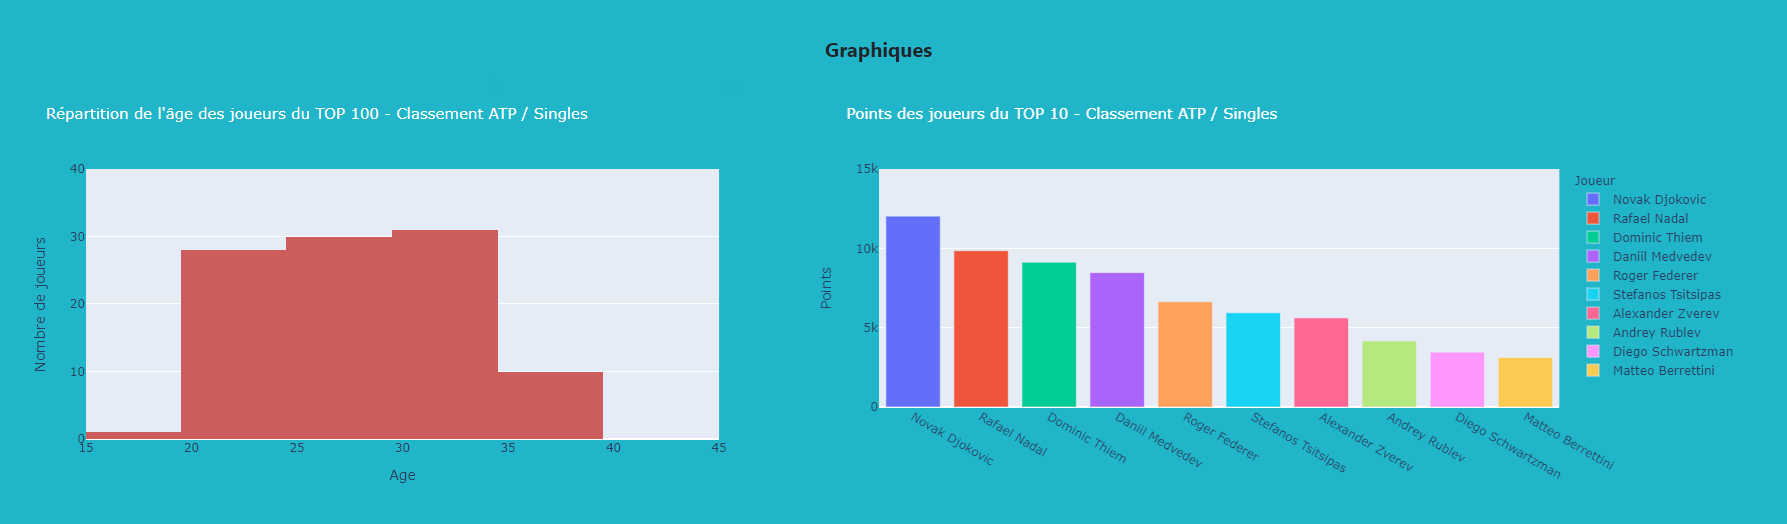 Graphiques
Répartition de l'âge des joueurs du TOP 100 - Classement ATP / Singles
Nombre de joueurs
40
30
20
10
0
15 20 25 30 35 40 45
Age
Points des joueurs du TOP 10 - Classement ATP / Singles
Points
15k
10k
5k
0
Novak Djokovic
Rafael Nadal
Dominic Thiem
Daniil Medvedev
Roger Federer
Stefanos Tsitsipas
Alexander Zverev
Andrey Rublev
Diego Schwartzman
Matteo Berrettini
Joueur
Novak Djokovic
Rafael Nadal
Dominic Thiem
Daniil Medvedev
Roger Federer
Stefanos Tsitsipas
Alexander Zverev
Andrey Rublev
Diego Schwartzman
Matteo Berrettini